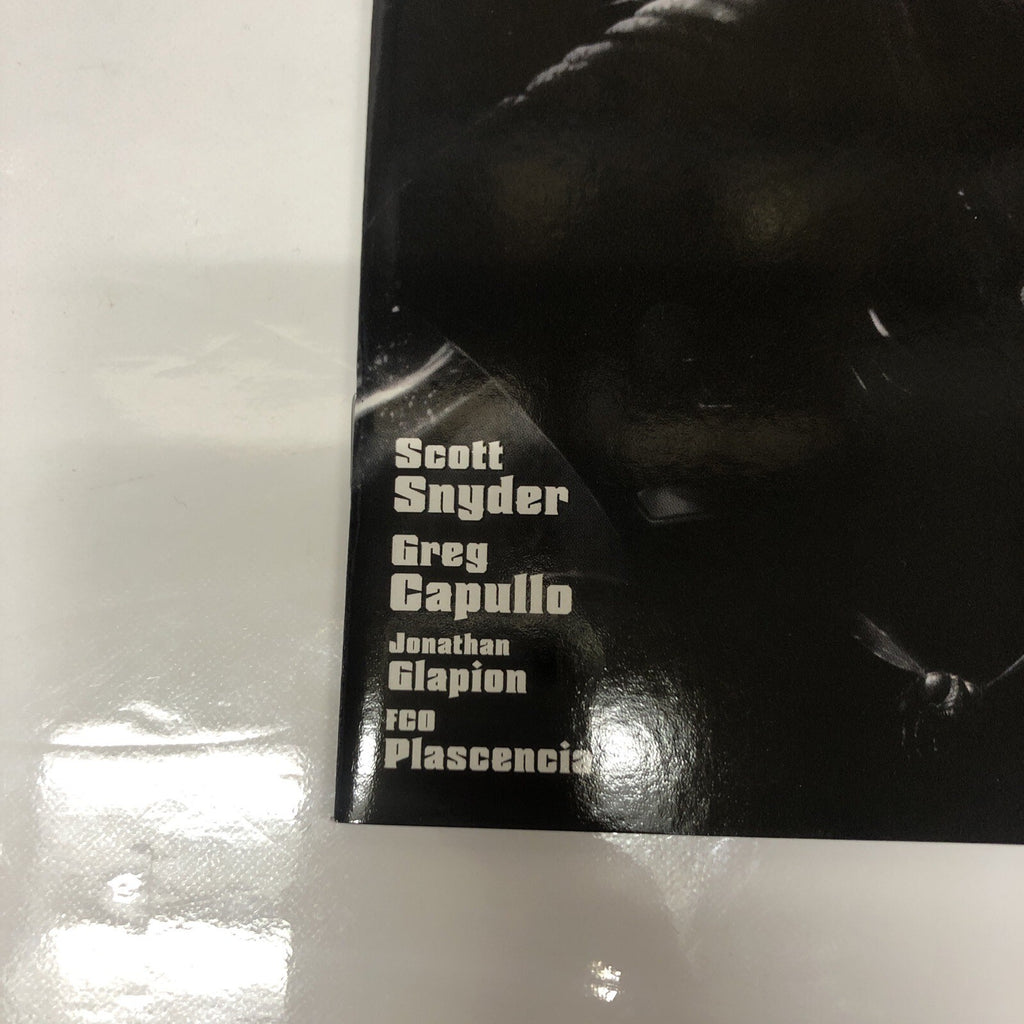 Scott
Snyder
Greg
Capullo
Jonathan
Glapion
FCO
Plascencia